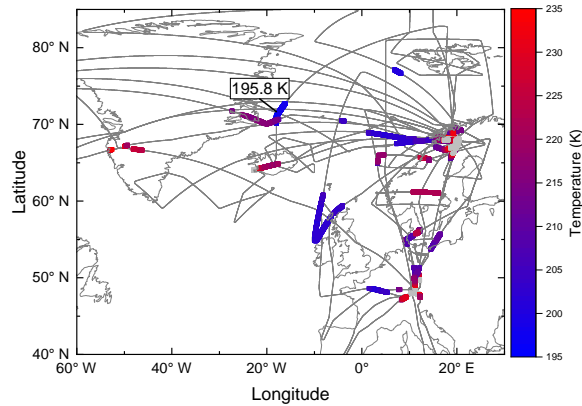 195.8 K
80° N
70° N
60° N
50° N
40° N
Latitude
60° W
40° W
20° W
0°
20° E
Longitude
235
230
225
220
215
210
205
200
195
Temperature (K)